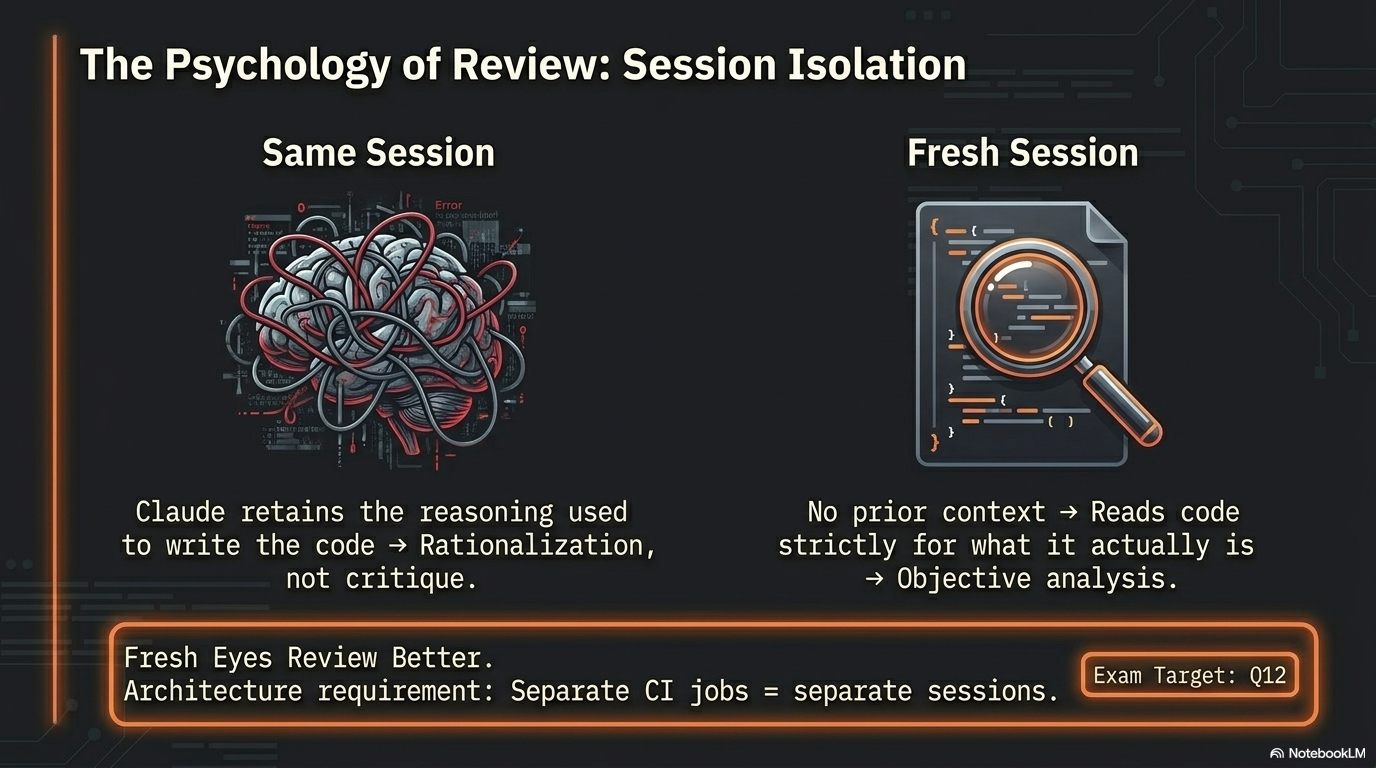 The Psychology of Review: Session Isolation
Same Session
Error
Claude retains the reasoning used
to write the code → Rationalization,
not critique.
Fresh Session
No prior context → Reads code
strictly for what it actually is
→ Objective analysis.
Fresh Eyes Review Better.
Architecture requirement: Separate CI jobs = separate sessions.
Exam Target: Q12
NotebookLM